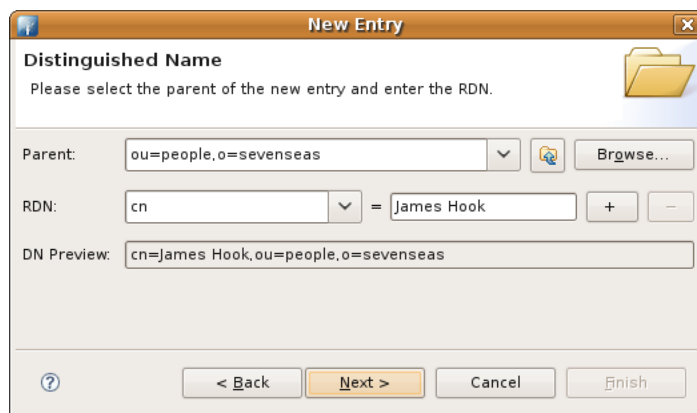 New Entry
Distinguished Name
Please select the parent of the new entry and enter the RDN.
Parent: ou=people,o=sevenseas Browse...
RDN: cn = James Hook + −
DN Preview: cn=James Hook,ou=people,o=sevenseas
? < Back Next > Cancel Finish